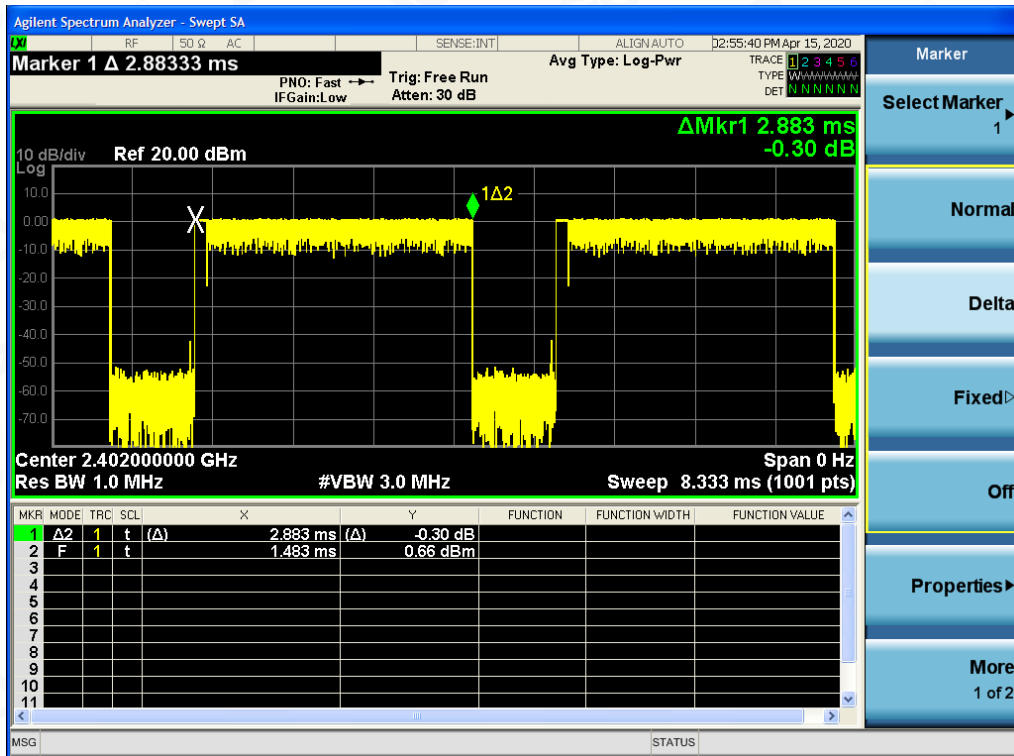 Agilent Spectrum Analyzer - Swept SA
LXI RF 50 Ω AC SENSE:INT ALIGN AUTO 02:55:40 PM Apr 15, 2020
Marker 1 Δ 2.88333 ms
PNO: Fast
IFGain:Low
Trig: Free Run
Atten: 30 dB
Avg Type: Log-Pwr
TRACE 1 2 3 4 5 6
TYPE WWWWWW
DET N N N N N N
ΔMkr1 2.883 ms
-0.30 dB
10 dB/div Ref 20.00 dBm
Log
10.0
0.00
-10.0
-20.0
-30.0
-40.0
-50.0
-60.0
-70.0
X
1Δ2
Center 2.402000000 GHz Span 0 Hz
Res BW 1.0 MHz #VBW 3.0 MHz Sweep 8.333 ms (1001 pts)
MKR MODE TRC SCL X Y FUNCTION FUNCTION WIDTH FUNCTION VALUE
1 Δ2 1 t (Δ) 2.883 ms (Δ) -0.30 dB
2 F 1 t 1.483 ms 0.66 dBm
3
4
5
6
7
8
9
10
11
MSG STATUS
Marker
Select Marker
1
Normal
Delta
Fixed
Off
Properties
More
1 of 2